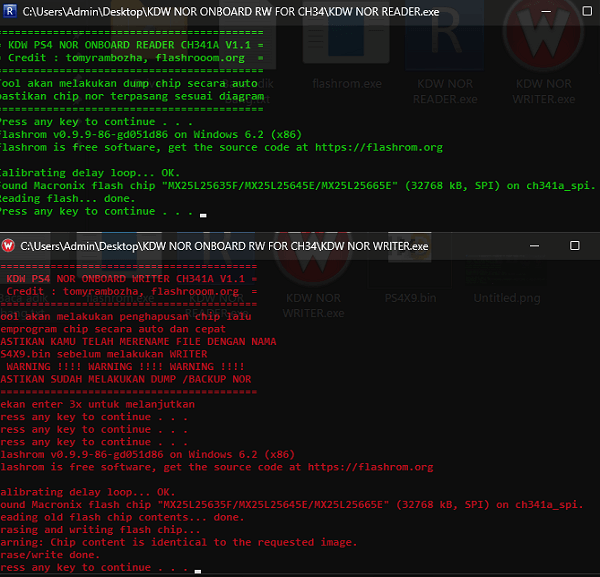 C:\Users\Admin\Desktop\KDW NOR ONBOARD RW FOR CH34\KDW NOR READER.exe
========================================
= KDW PS4 NOR ONBOARD READER CH341A V1.1 =
= Credit : tomyrambozha, flashrooom.org =
========================================
Tool akan melakukan dump chip secara auto
pastikan chip nor terpasang sesuai diagram
========================================
Press any key to continue . . .
flashrom v0.9.9-86-gd051d86 on Windows 6.2 (x86)
flashrom is free software, get the source code at https://flashrom.org
Calibrating delay loop... OK.
Found Macronix flash chip "MX25L25635F/MX25L25645E/MX25L25665E" (32768 kB, SPI) on ch341a_spi.
Reading flash... done.
Press any key to continue . . .
flashrom.exe
KDW NOR READER.exe
KDW NOR WRITER.exe
C:\Users\Admin\Desktop\KDW NOR ONBOARD RW FOR CH34\KDW NOR WRITER.exe
========================================
KDW PS4 NOR ONBOARD WRITER CH341A V1.1 =
Credit : tomyrambozha, flashrooom.org =
========================================
ool akan melakukan penghapusan chip lalu
emprogram chip secara auto dan cepat
ASTIKAN KAMU TELAH MERENAME FILE DENGAN NAMA
S4X9.bin sebelum melakukan WRITER
WARNING !!!! WARNING !!!! WARNING !!!!
ASTIKAN SUDAH MELAKUKAN DUMP /BACKUP NOR
========================================
ekan enter 3x untuk melanjutkan
ress any key to continue . . .
ress any key to continue . . .
ress any key to continue . . .
lashrom v0.9.9-86-gd051d86 on Windows 6.2 (x86)
lashrom is free software, get the source code at https://flashrom.org
alibrating delay loop... OK.
ound Macronix flash chip "MX25L25635F/MX25L25645E/MX25L25665E" (32768 kB, SPI) on ch341a_spi.
eading old flash chip contents... done.
rasing and writing flash chip...
arning: Chip content is identical to the requested image.
rase/write done.
ress any key to continue . . .
flashrom.exe
KDW NOR WRITER.exe
PS4X9.bin
Untitled.png